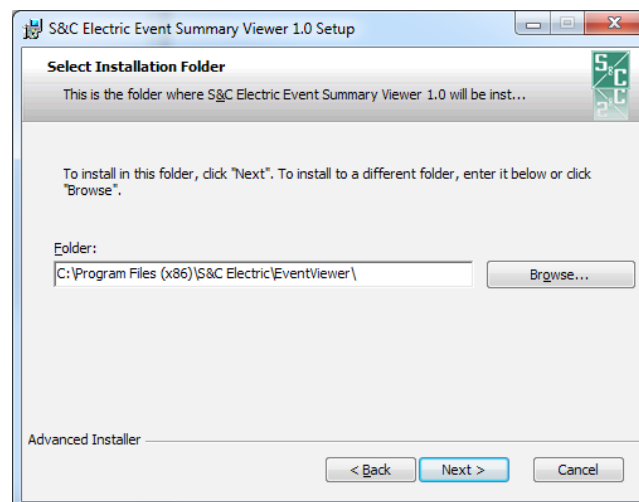 S&C Electric Event Summary Viewer 1.0 Setup
Select Installation Folder
This is the folder where S&C Electric Event Summary Viewer 1.0 will be inst...
S&C
To install in this folder, click "Next". To install to a different folder, enter it below or click
"Browse".
Folder:
C:\Program Files (x86)\S&C Electric\EventViewer\
Browse...
Advanced Installer
< Back
Next >
Cancel